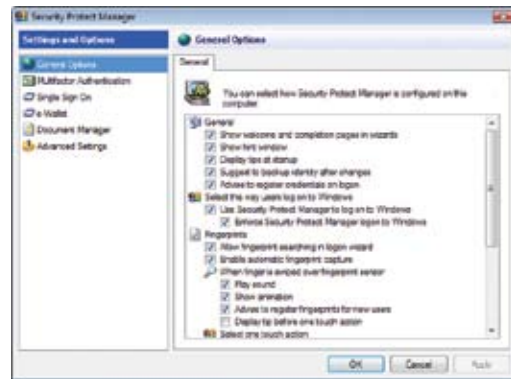 Security Protect Manager
Settings and Options
General Options
Multifactor Authentication
Single Sign On
e-Wallet
Document Manager
Advanced Settings
General Options
General
You can select how Security Protect Manager is configured on this
computer
General
Show welcome and completion pages in wizards
Show hint window
Display tips at startup
Suggest to backup identity after changes
Advise to register credentials on logon
Select the way users log on to Windows
Use Security Protect Manager to log on to Windows
Enforce Security Protect Manager logon to Windows
Fingerprints
Allow fingerprint searching in logon wizard
Enable automatic fingerprint capture
When finger is swiped over fingerprint sensor
Play sound
Show animation
Advise to register fingerprints for new users
Display tip before one touch action
Select one touch action
OK
Cancel
Apply